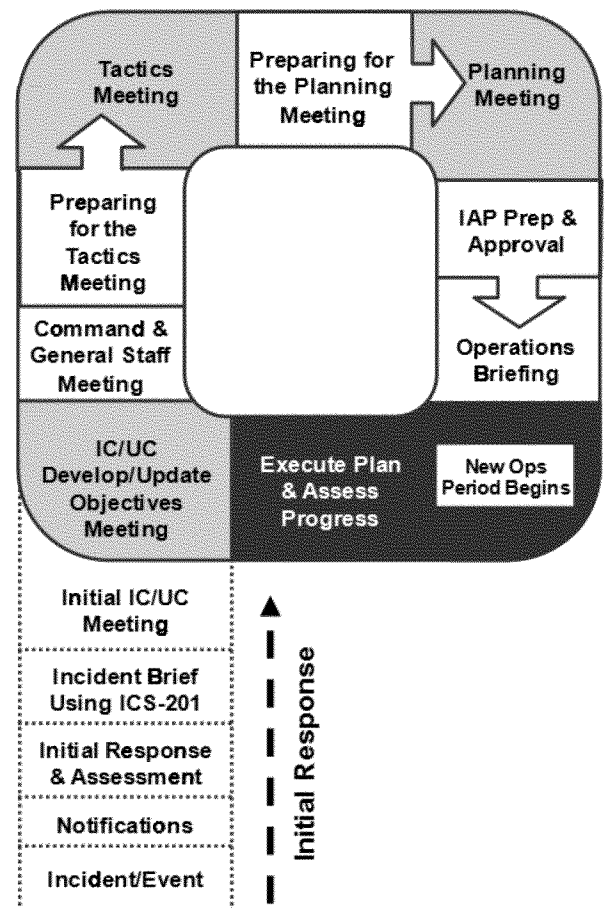 Tactics
Meeting
Preparing for
the Planning
Meeting
Planning
Meeting
Preparing
for the
Tactics
Meeting
IAP Prep &
Approval
Command &
General Staff
Meeting
Operations
Briefing
IC/UC
Develop/Update
Objectives
Meeting
Execute Plan
& Assess
Progress
New Ops
Period Begins
Initial IC/UC
Meeting
Incident Brief
Using ICS-201
Initial Response
& Assessment
Notifications
Incident/Event
Initial Response